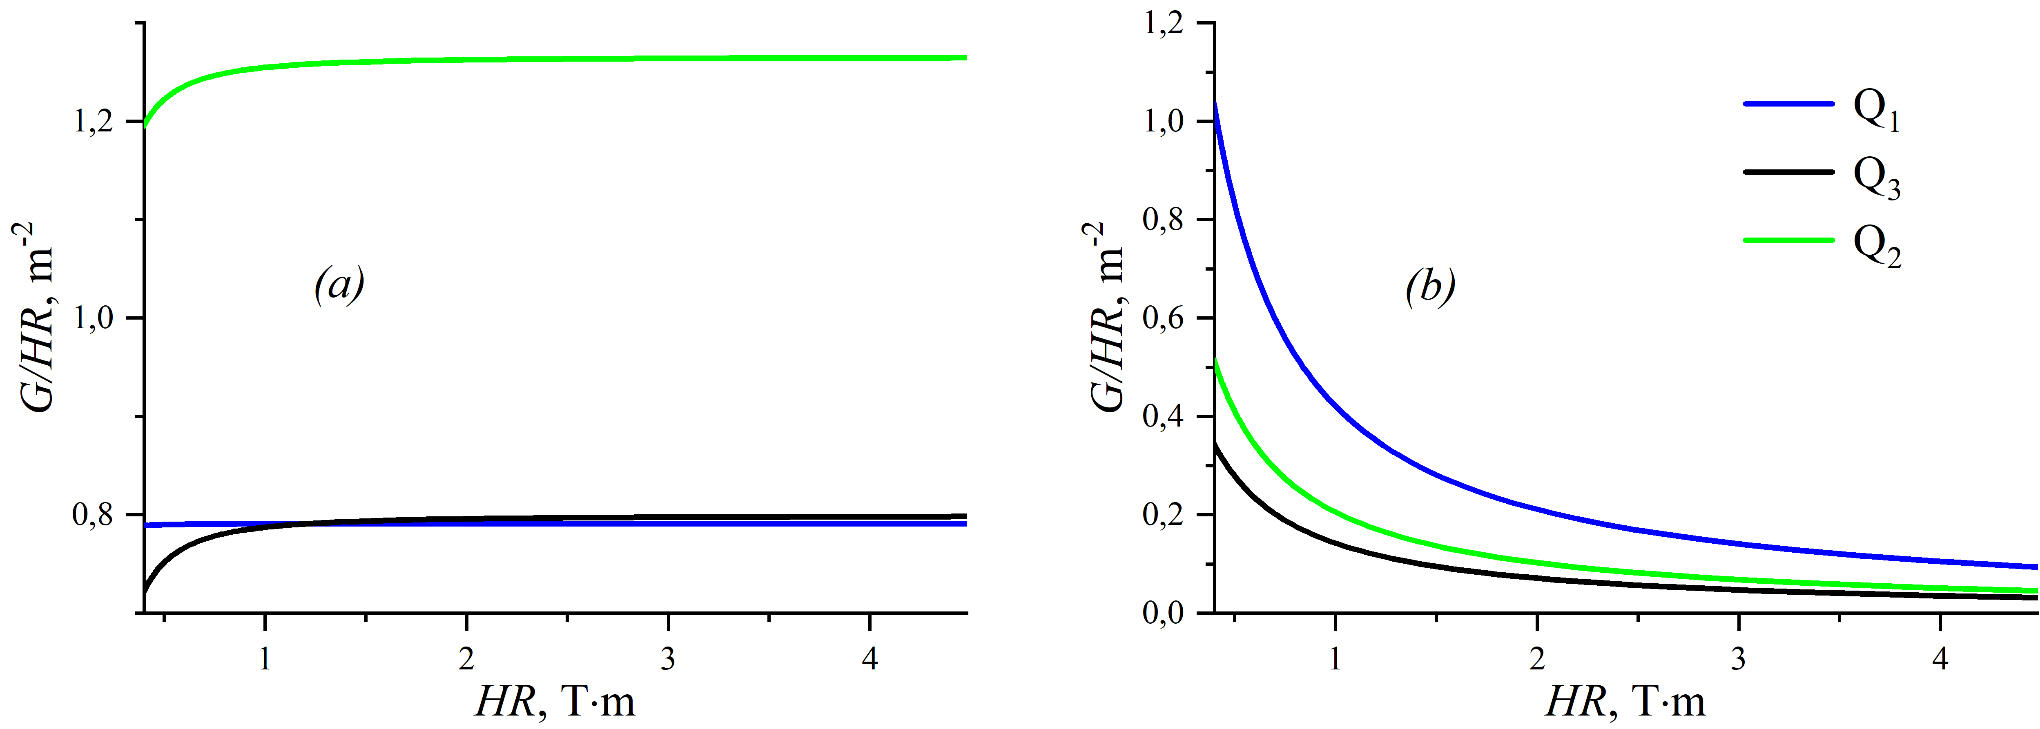 G/HR, m-2
1,2
1,0
0,8
(a)
1
2
3
4
HR, T·m
G/HR, m-2
1,2
1,0
0,8
0,6
0,4
0,2
0,0
(b)
Q1
Q3
Q2
1
2
3
4
HR, T·m